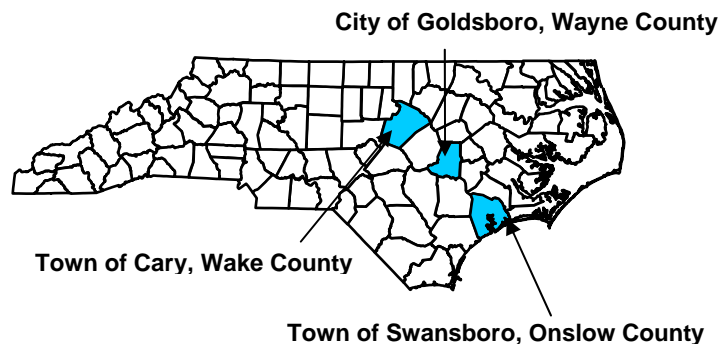 City of Goldsboro, Wayne County
Town of Cary, Wake County
Town of Swansboro, Onslow County